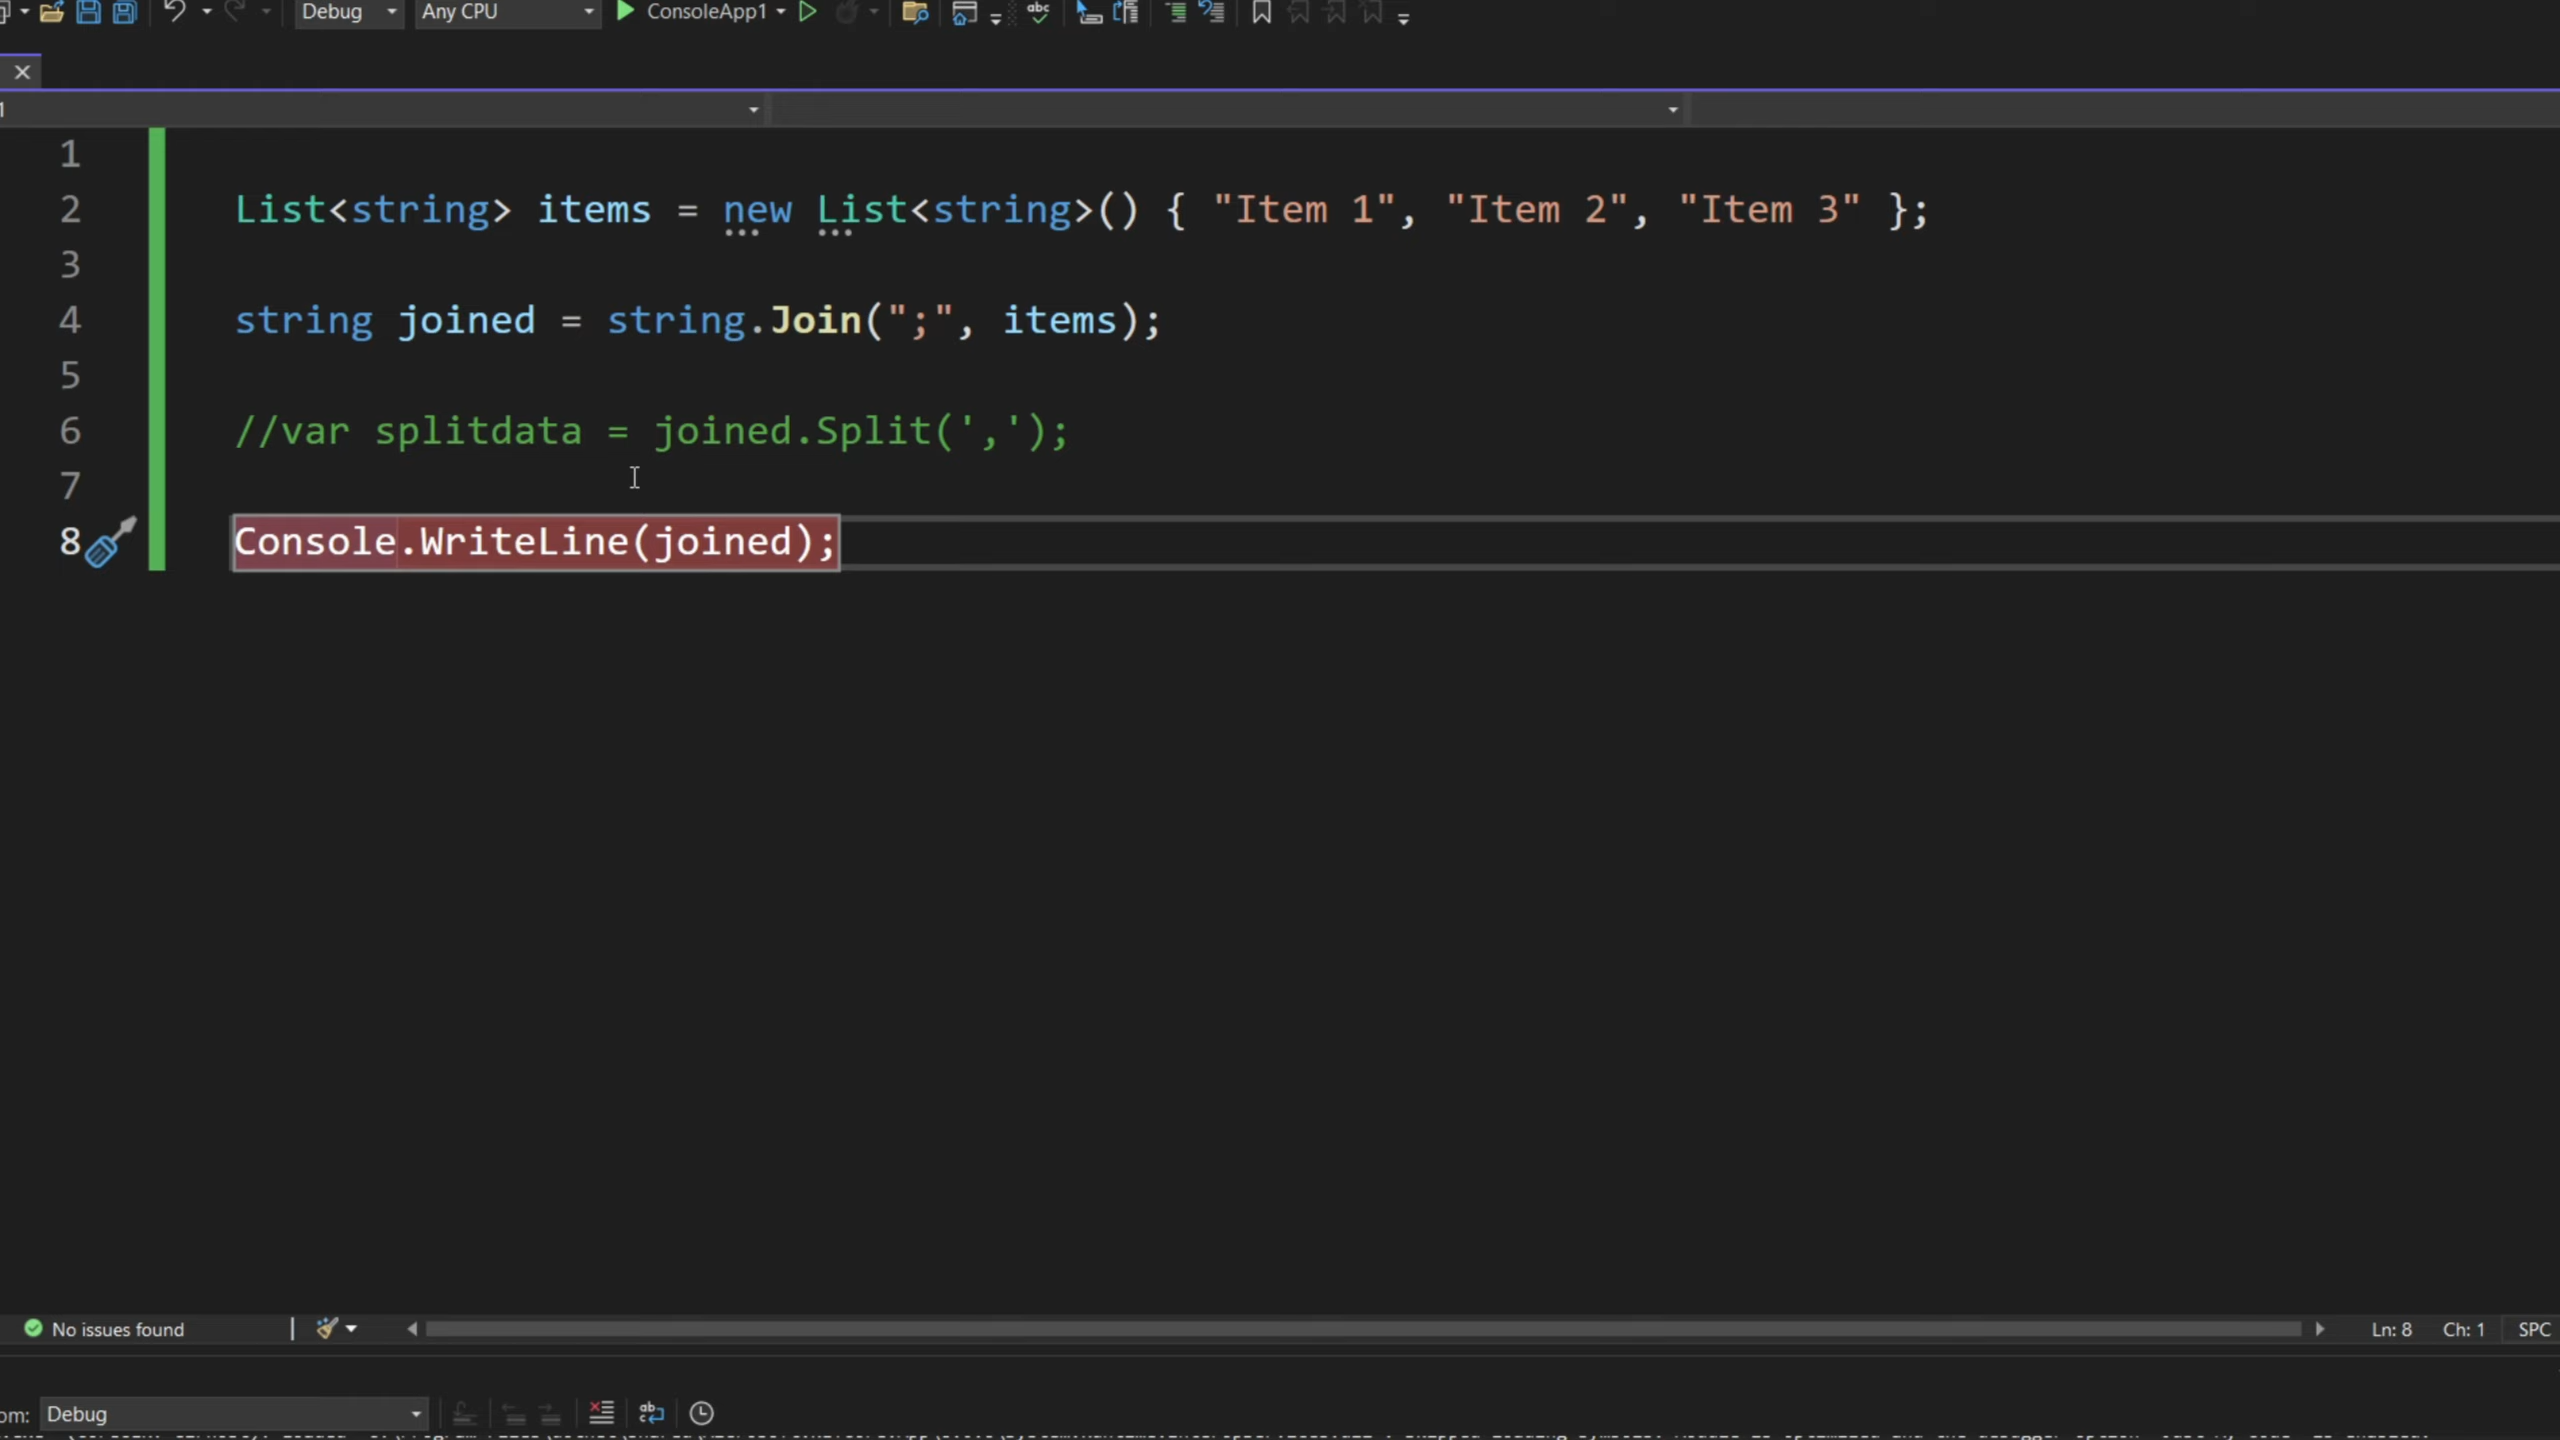 Debug Any CPU ConsoleApp1
1
2 List<string> items = new List<string>() { "Item 1", "Item 2", "Item 3" };
3
4 string joined = string.Join(";", items);
5
6 //var splitdata = joined.Split(',');
7
8 Console.WriteLine(joined);
No issues found Ln: 8 Ch: 1 SPC
om: Debug